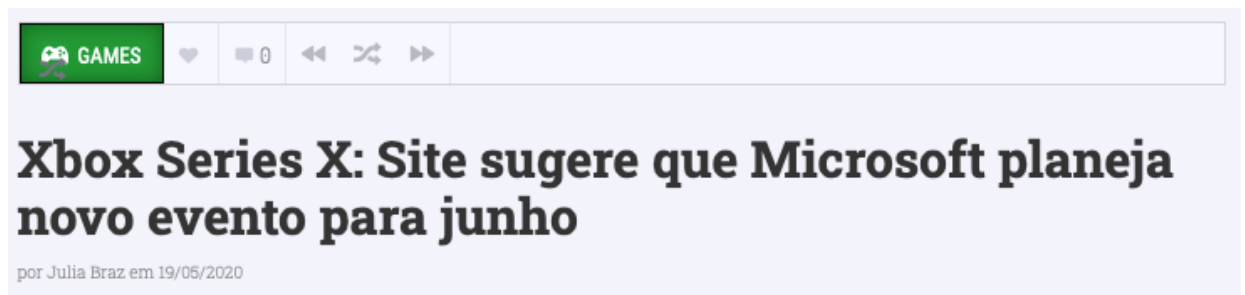 GAMES
0
Xbox Series X: Site sugere que Microsoft planeja
novo evento para junho
por Julia Braz em 19/05/2020